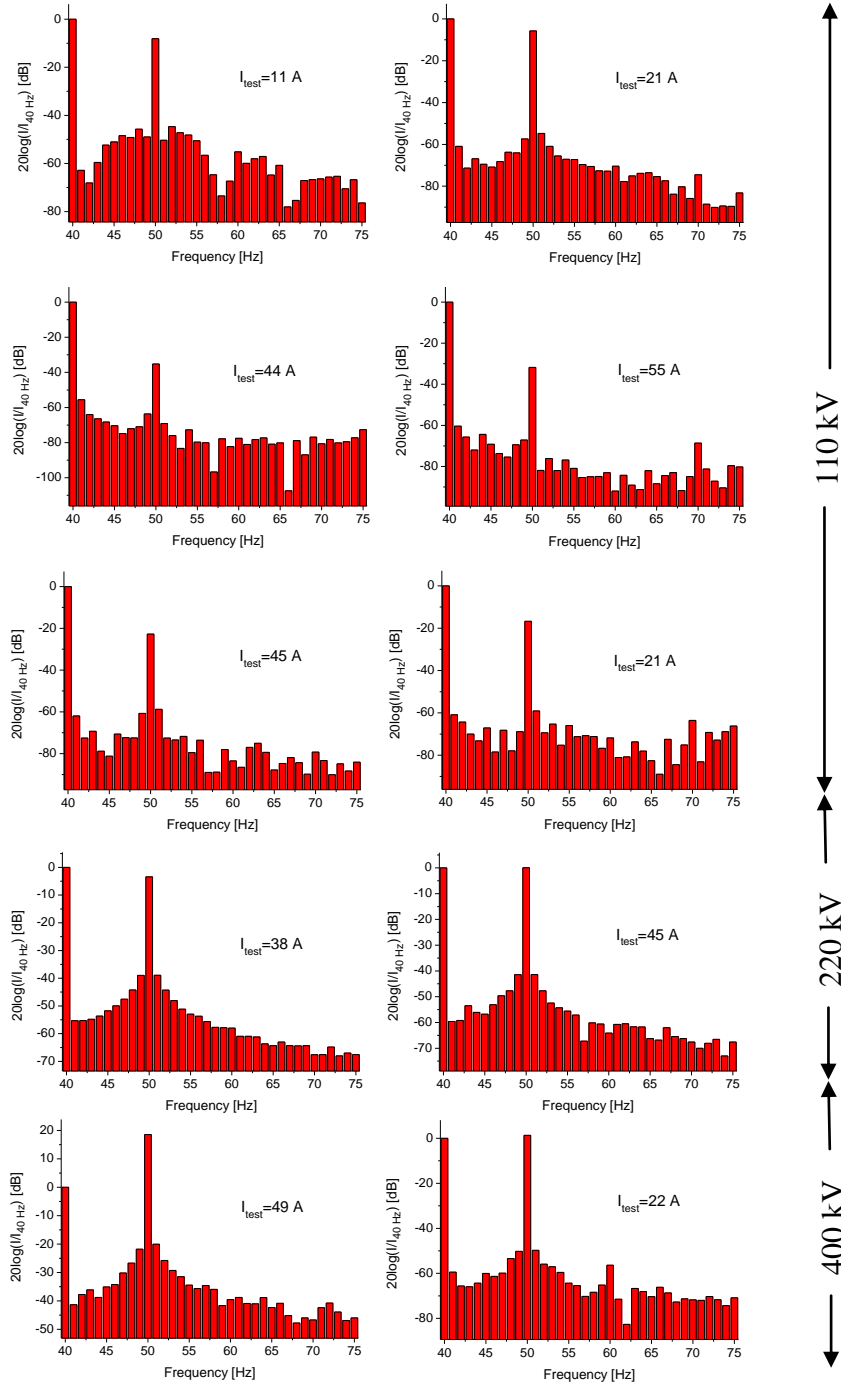 20log(I/I40 Hz) [dB]
0
-20
-40
-60
-80
Itest=11 A
40 45 50 55 60 65 70 75
Frequency [Hz]
20log(I/I40 Hz) [dB]
0
-20
-40
-60
-80
Itest=21 A
40 45 50 55 60 65 70 75
Frequency [Hz]
20log(I/I40 Hz) [dB]
0
-20
-40
-60
-80
-100
Itest=44 A
40 45 50 55 60 65 70 75
Frequency [Hz]
20log(I/I40 Hz) [dB]
0
-20
-40
-60
-80
Itest=55 A
40 45 50 55 60 65 70 75
Frequency [Hz]
20log(I/I40 Hz) [dB]
0
-20
-40
-60
-80
Itest=45 A
40 45 50 55 60 65 70 75
Frequency [Hz]
20log(I/I40 Hz) [dB]
0
-20
-40
-60
-80
Itest=21 A
40 45 50 55 60 65 70 75
Frequency [Hz]
110 kV
20log(I/I40 Hz) [dB]
0
-10
-20
-30
-40
-50
-60
-70
Itest=38 A
40 45 50 55 60 65 70 75
Frequency [Hz]
20log(I/I40 Hz) [dB]
0
-10
-20
-30
-40
-50
-60
-70
Itest=45 A
40 45 50 55 60 65 70 75
Frequency [Hz]
220 kV
20log(I/I40 Hz) [dB]
20
10
0
-10
-20
-30
-40
-50
Itest=49 A
40 45 50 55 60 65 70 75
Frequency [Hz]
20log(I/I40 Hz) [dB]
0
-20
-40
-60
-80
Itest=22 A
40 45 50 55 60 65 70 75
Frequency [Hz]
400 kV